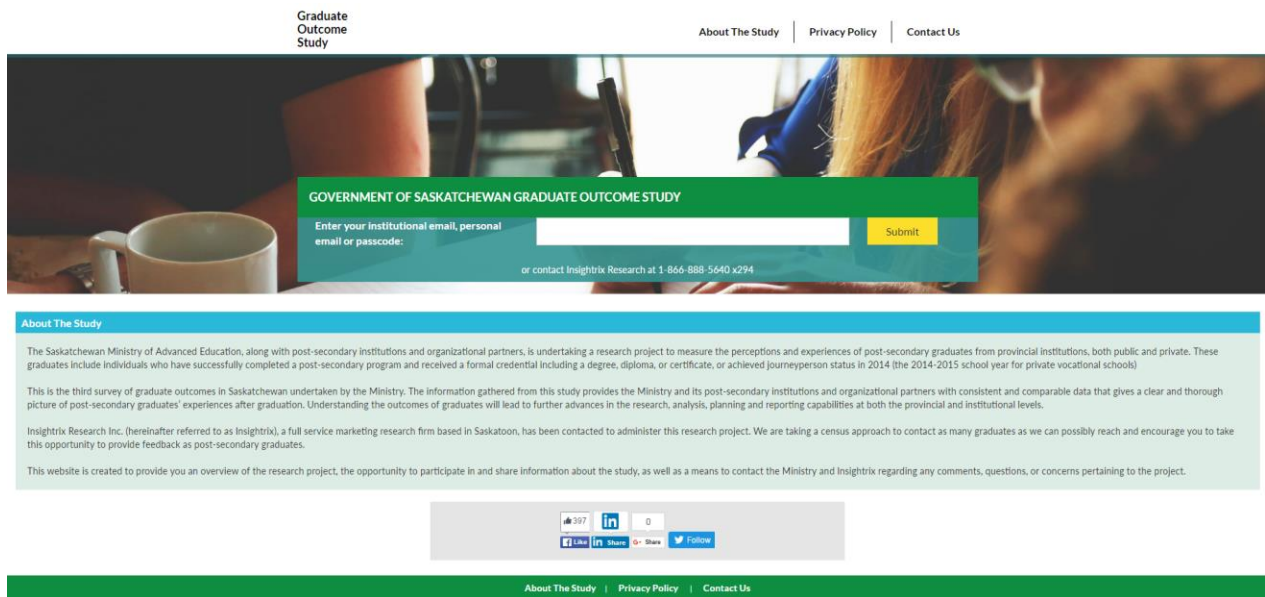 Graduate
Outcome
Study
About The Study
Privacy Policy
Contact Us
GOVERNMENT OF SASKATCHEWAN GRADUATE OUTCOME STUDY
Enter your institutional email, personal
email or passcode:
Submit
or contact Insightrix Research at 1-866-888-5640 x294
About The Study
The Saskatchewan Ministry of Advanced Education, along with post-secondary institutions and organizational partners, is undertaking a research project to measure the perceptions and experiences of post-secondary graduates from provincial institutions, both public and private. These
graduates include individuals who have successfully completed a post-secondary program and received a formal credential including a degree, diploma, or certificate, or achieved journeyperson status in 2014 (the 2014-2015 school year for private vocational schools)
This is the third survey of graduate outcomes in Saskatchewan undertaken by the Ministry. The information gathered from this study provides the Ministry and its post-secondary institutions and organizational partners with consistent and comparable data that gives a clear and thorough
picture of post-secondary graduates' experiences after graduation. Understanding the outcomes of graduates will lead to further advances in the research, analysis, planning and reporting capabilities at both the provincial and institutional levels.
Insightrix Research Inc. (hereinafter referred to as Insightrix), a full service marketing research firm based in Saskatoon, has been contacted to administer this research project. We are taking a census approach to contact as many graduates as we can possibly reach and encourage you to take
this opportunity to provide feedback as post-secondary graduates.
This website is created to provide you an overview of the research project, the opportunity to participate in and share information about the study, as well as a means to contact the Ministry and Insightrix regarding any comments, questions, or concerns pertaining to the project.
397
in
0
Like
in Share
G+ Share
Follow
About The Study | Privacy Policy | Contact Us